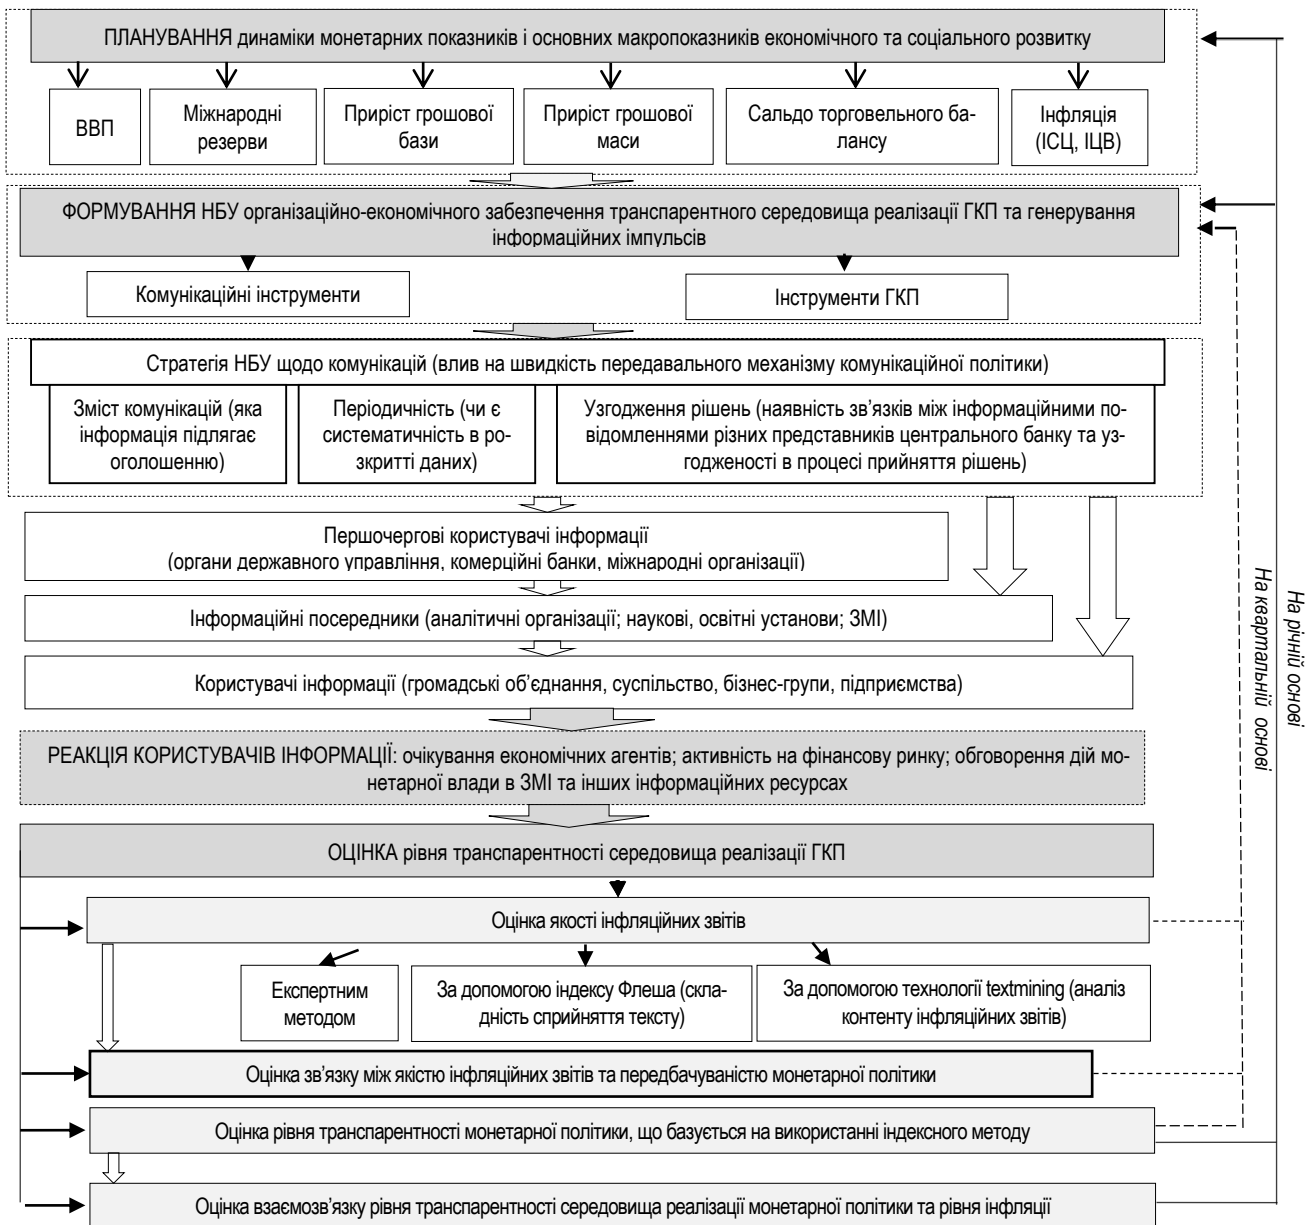 ПЛАНУВАННЯ динаміки монетарних показників і основних макропоказників економічного та соціального розвитку
ВВП
Міжнародні
резерви
Приріст грошової
бази
Приріст грошової
маси
Сальдо торговельного ба-
лансу
Інфляція
(ІСЦ, ІЦВ)
ФОРМУВАННЯ НБУ організаційно-економічного забезпечення транспарентного середовища реалізації ГКП та генерування
інформаційних імпульсів
Комунікаційні інструменти
Інструменти ГКП
Стратегія НБУ щодо комунікацій (влив на швидкість передавального механізму комунікаційної політики)
Зміст комунікацій (яка
інформація підлягає
оголошенню)
Періодичність (чи є
систематичність в ро-
зкритті даних)
Узгодження рішень (наявність зв'язків між інформаційними по-
відомленнями різних представників центрального банку та уз-
годженості в процесі прийняття рішень)
Першочергові користувачі інформації
(органи державного управління, комерційні банки, міжнародні організації)
Інформаційні посередники (аналітичні організації; наукові, освітні установи; ЗМІ)
Користувачі інформації (громадські об'єднання, суспільство, бізнес-групи, підприємства)
На квартальній основі
На річній основі
РЕАКЦІЯ КОРИСТУВАЧІВ ІНФОРМАЦІЇ: очікування економічних агентів; активність на фінансову ринку; обговорення дій мо-
нетарної влади в ЗМІ та інших інформаційних ресурсах
ОЦІНКА рівня транспарентності середовища реалізації ГКП
Оцінка якості інфляційних звітів
Експертним
методом
За допомогою індексу Флеша (скла-
дність сприйняття тексту)
За допомогою технології textmining (аналіз
контенту інфляційних звітів)
Оцінка зв'язку між якістю інфляційних звітів та передбачуваністю монетарної політики
Оцінка рівня транспарентності монетарної політики, що базується на використанні індексного методу
Оцінка взаємозв'язку рівня транспарентності середовища реалізації монетарної політики та рівня інфляції